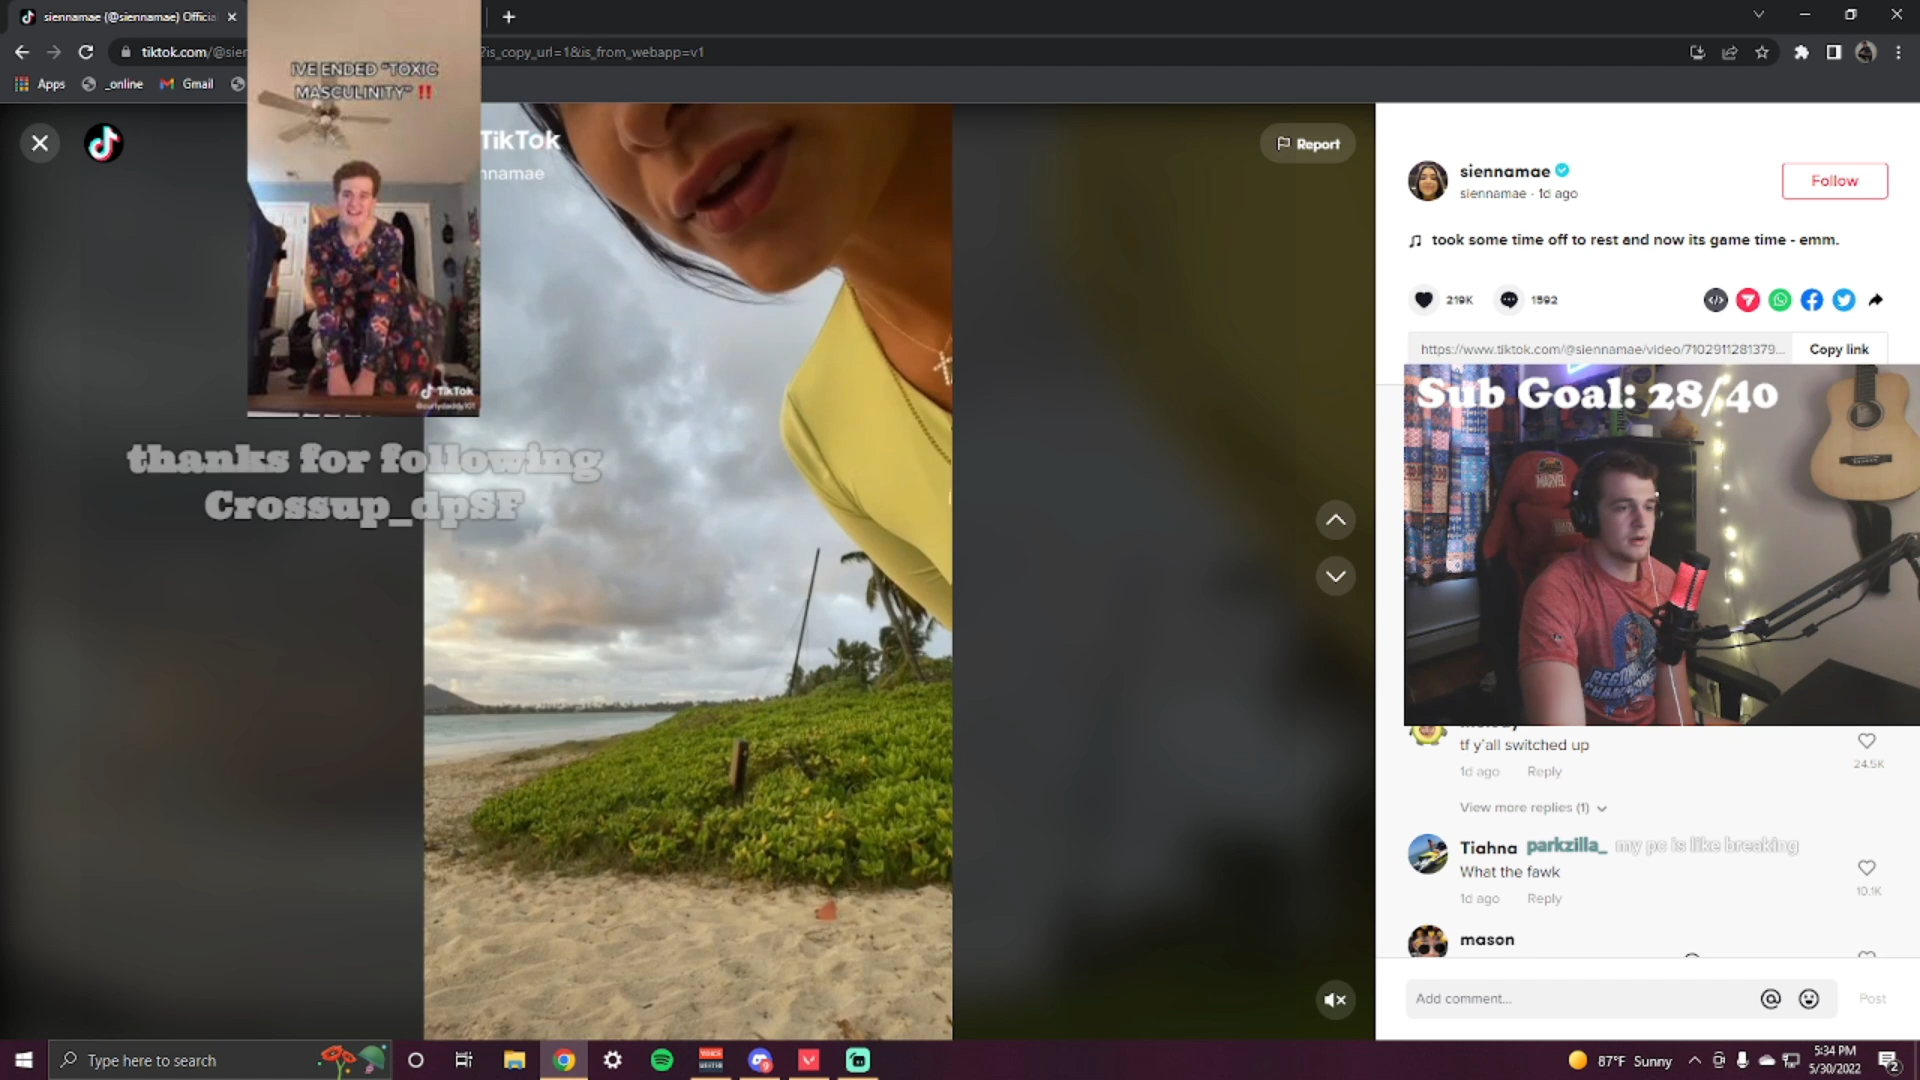 siennamae (@siennamae) Officia
tiktok.com/@sien
?is_copy_url=1&is_from_webapp=v1
Apps
_online
Gmail
IVE ENDED "TOXIC
MASCULINITY" ‼️
TikTok
@curlydaddy101
TikTok
nnamae
Report
thanks for following
Crossup_dpSF
siennamae
siennamae · 1d ago
Follow
took some time off to rest and now its game time - emm.
219K
1592
https://www.tiktok.com/@siennamae/video/7102911281379...
Copy link
Sub Goal: 28/40
MARVEL
tf y'all switched up
1d ago Reply
24.5K
View more replies (1)
Tiahna
parkzilla_ my pc is like breaking
What the fawk
1d ago Reply
10.1K
mason
Add comment...
Post
Type here to search
87°F Sunny
5:34 PM
5/30/2022
2